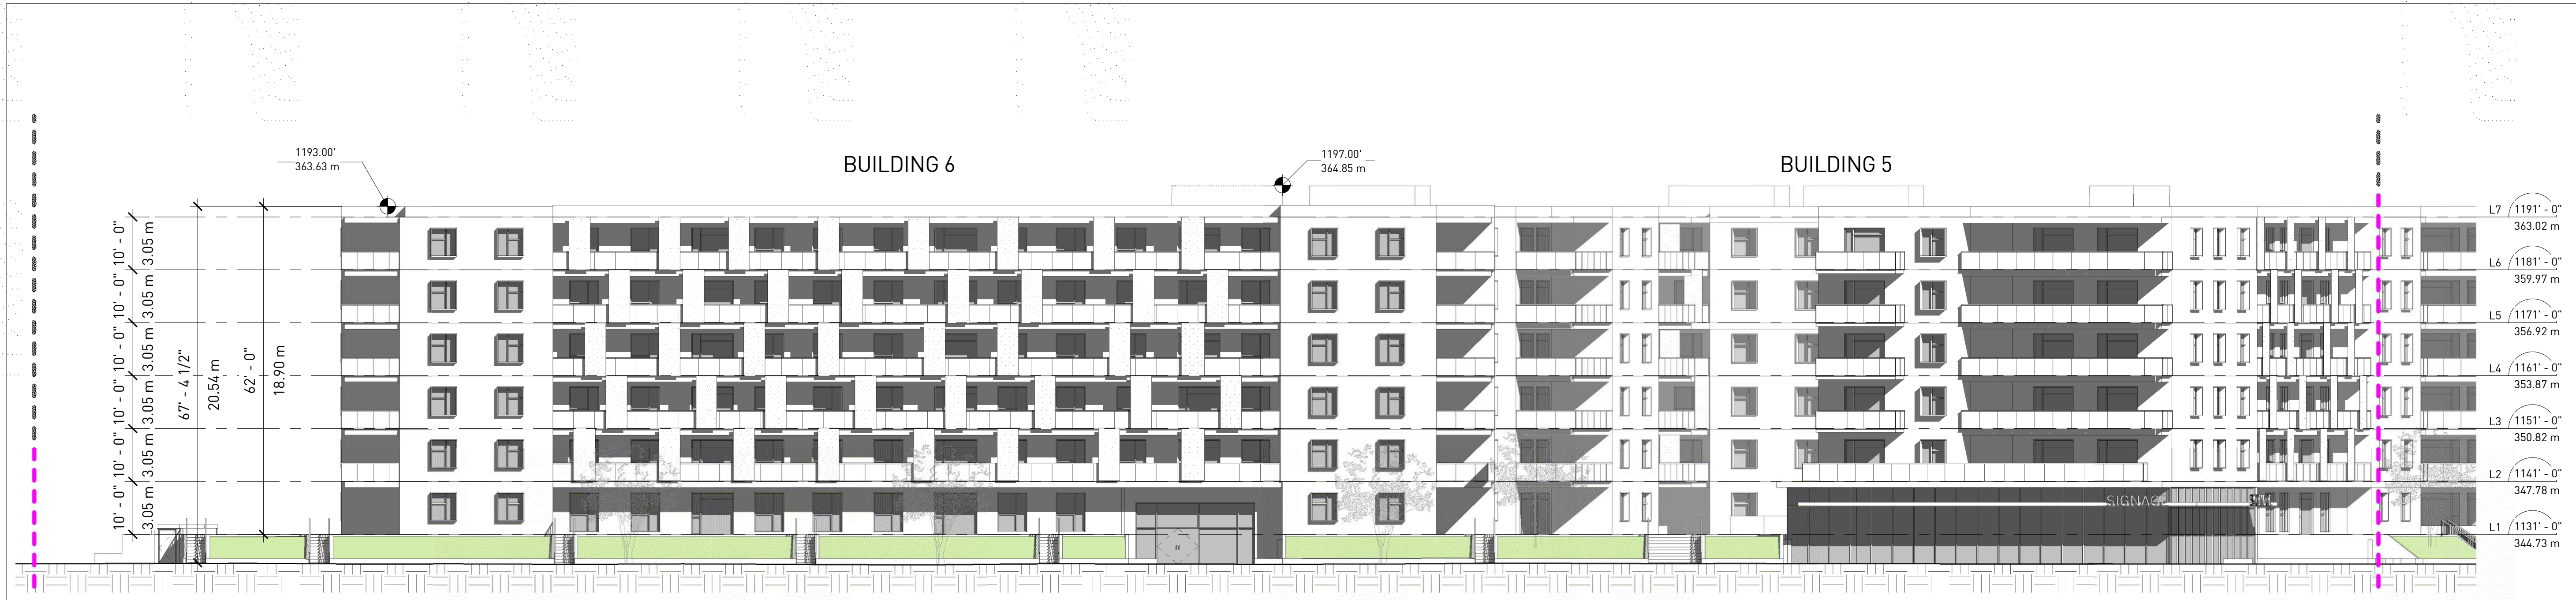 BUILDING 6
BUILDING 5
1193.00'
363.63 m
1197.00'
364.85 m
10' - 0"
3.05 m
10' - 0"
3.05 m
10' - 0"
3.05 m
10' - 0"
3.05 m
10' - 0"
3.05 m
10' - 0"
3.05 m
67' - 4 1/2"
20.54 m
62' - 0"
18.90 m
L7 1191' - 0"
363.02 m
L6 1181' - 0"
359.97 m
L5 1171' - 0"
356.92 m
L4 1161' - 0"
353.87 m
L3 1151' - 0"
350.82 m
L2 1141' - 0"
347.78 m
L1 1131' - 0"
344.73 m
SIGNAGE